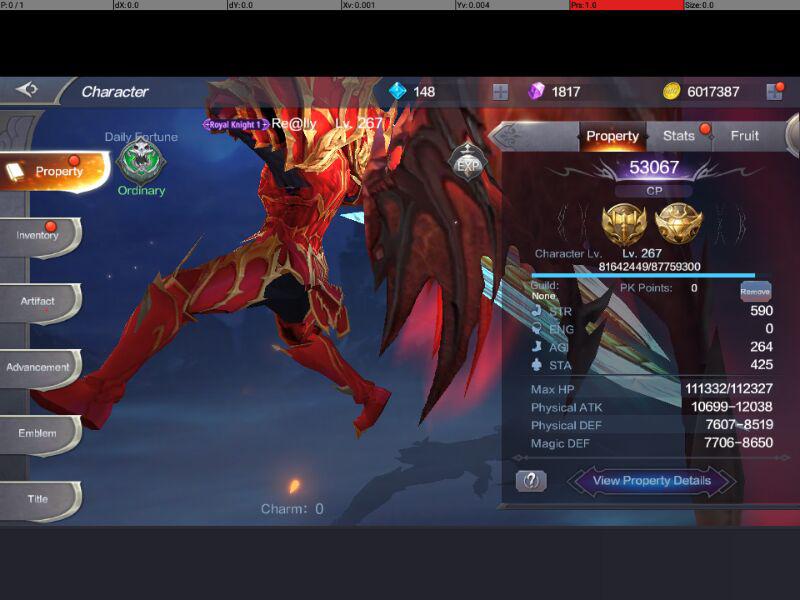 P: 0 / 1 dX: 0.0 dY: 0.0 Xv: 0.001 Yv: 0.004 Prs: 1.0 Size: 0.0
Character 148 1817 6017387
Royal Knight 1 Re@lly Lv. 267
Daily Fortune
Ordinary
EXP
Property Stats Fruit
53067
CP
Property
Inventory
Artifact
Advancement
Emblem
Title
Character Lv. Lv. 267
81642449/87759300
Guild: PK Points: 0 Remove
None
STR 590
ENG 0
AGI 264
STA 425
Max HP 111332/112327
Physical ATK 10699-12038
Physical DEF 7607-8519
Magic DEF 7706-8650
? View Property Details
Charm: 0